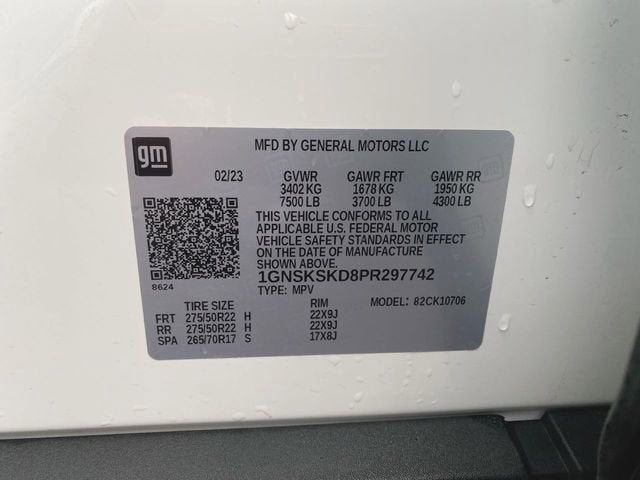 gm
MFD BY GENERAL MOTORS LLC
02/23 GVWR GAWR FRT GAWR RR
3402 KG 1678 KG 1950 KG
7500 LB 3700 LB 4300 LB
THIS VEHICLE CONFORMS TO ALL
APPLICABLE U.S. FEDERAL MOTOR
VEHICLE SAFETY STANDARDS IN EFFECT
ON THE DATE OF MANUFACTURE
SHOWN ABOVE.
8624
1GNSKSKD8PR297742
TYPE: MPV MODEL: 82CK10706
TIRE SIZE RIM
FRT 275/50R22 H 22X9J
RR 275/50R22 H 22X9J
SPA 265/70R17 S 17X8J